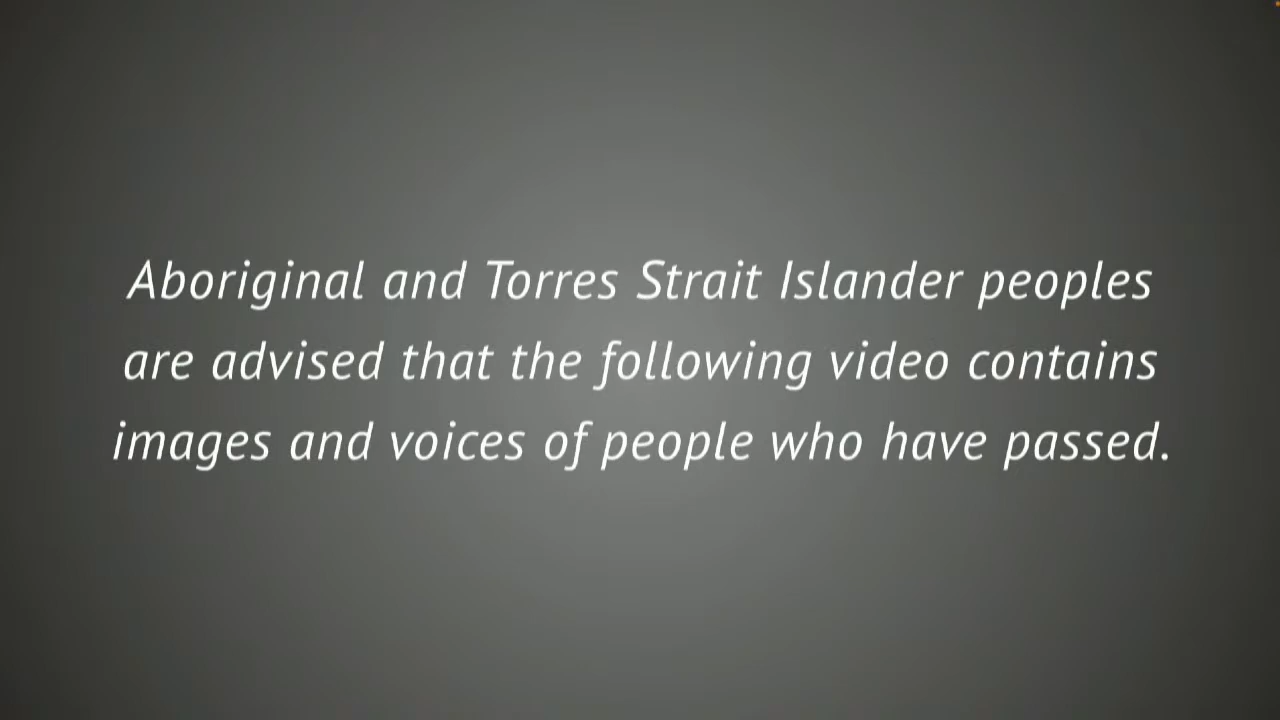 Aboriginal and Torres Strait Islander peoples
are advised that the following video contains
images and voices of people who have passed.